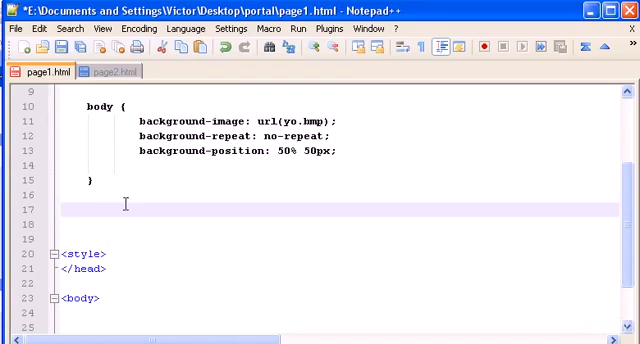 *E:\Documents and Settings\Victor\Desktop\portal\page1.html - Notepad++
File Edit Search View Encoding Language Settings Macro Run Plugins Window ? X
page1.html page2.html
9
10 body {
11 background-image: url(yo.bmp);
12 background-repeat: no-repeat;
13 background-position: 50% 50px;
14
15 }
16
17
18
19
20 <style>
21 </head>
22
23 <body>
24
25